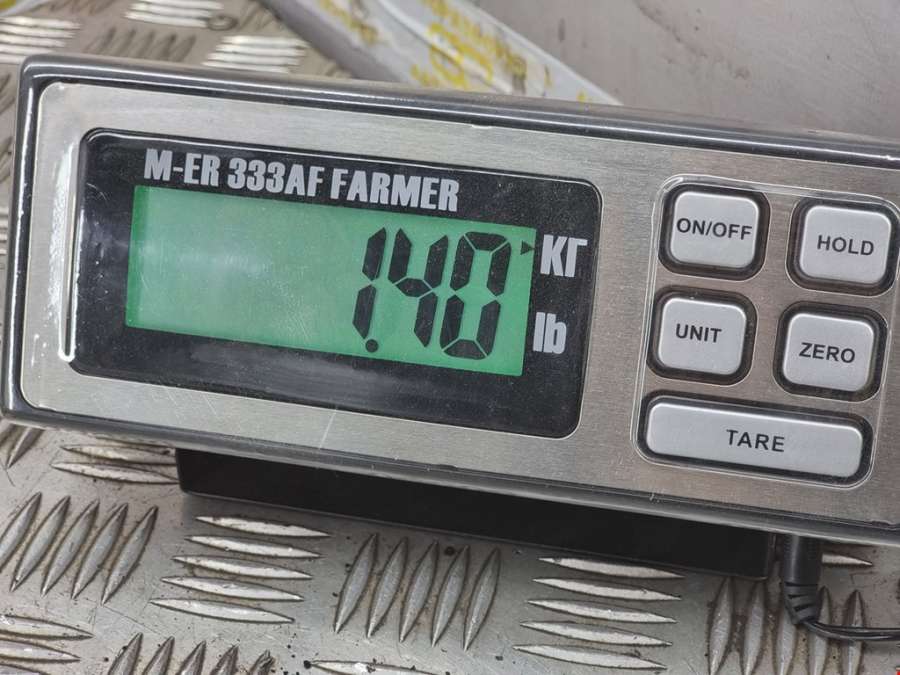 M-ER 333AF FARMER
1.40
КГ
lb
ON/OFF
HOLD
UNIT
ZERO
TARE